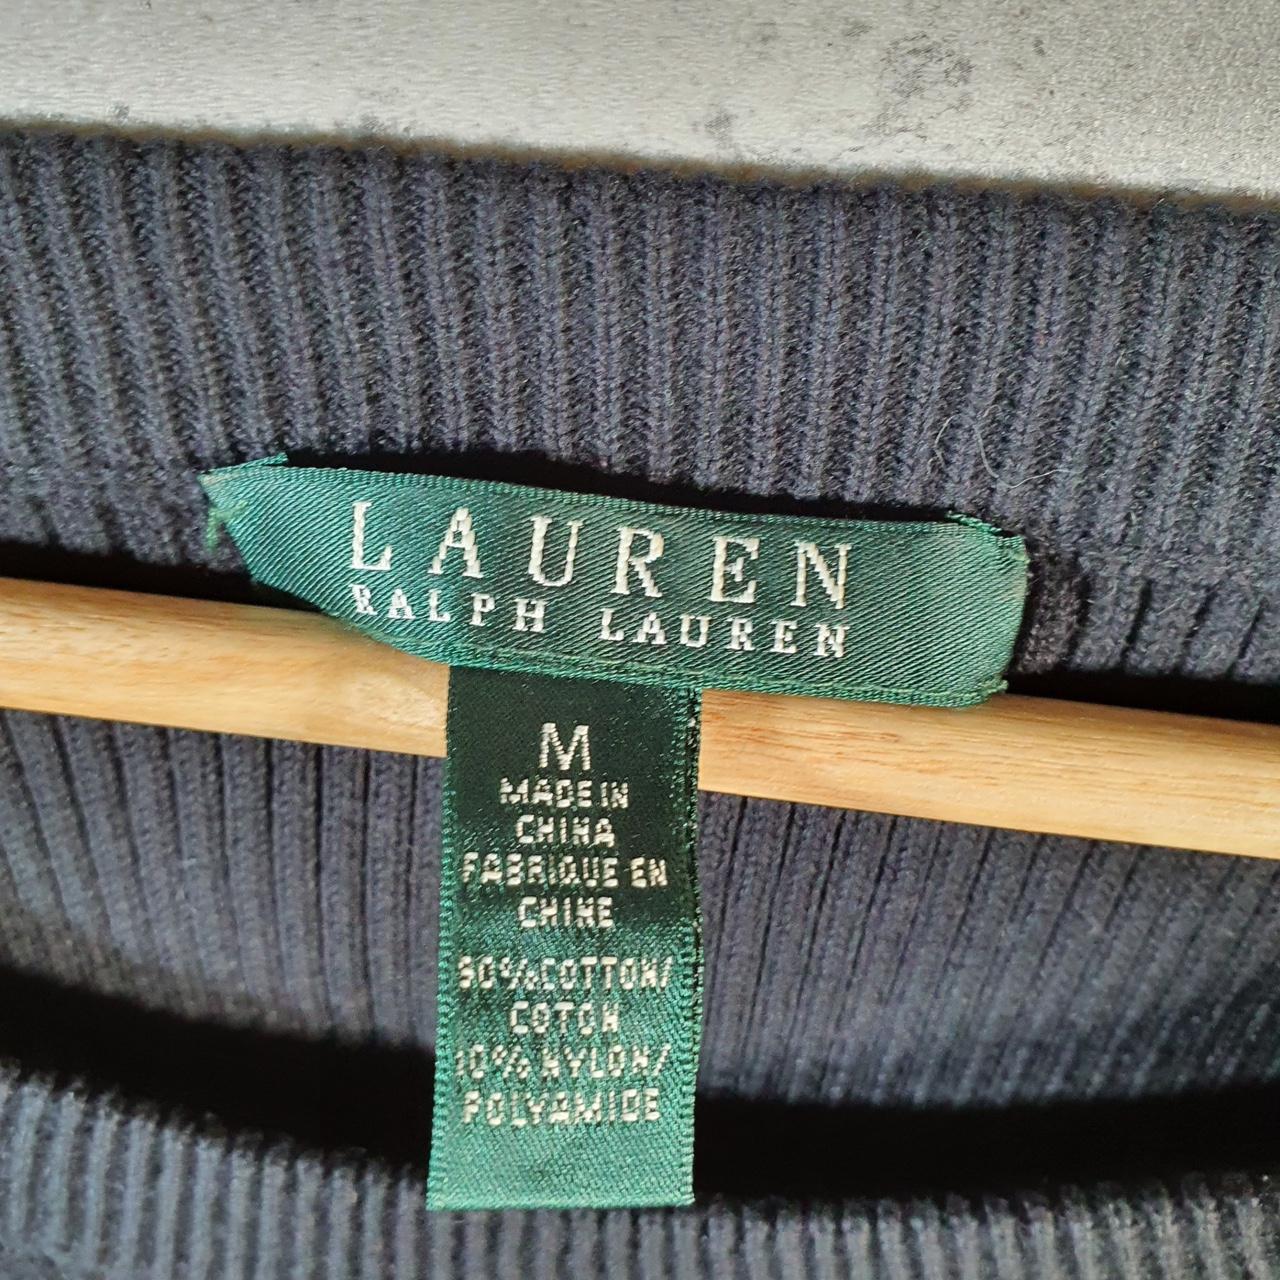 LAUREN
RALPH LAUREN
M
MADE IN
CHINA
FABRIQUE EN
CHINE
90% COTTON/
COTON
10% NYLON/
POLYAMIDE